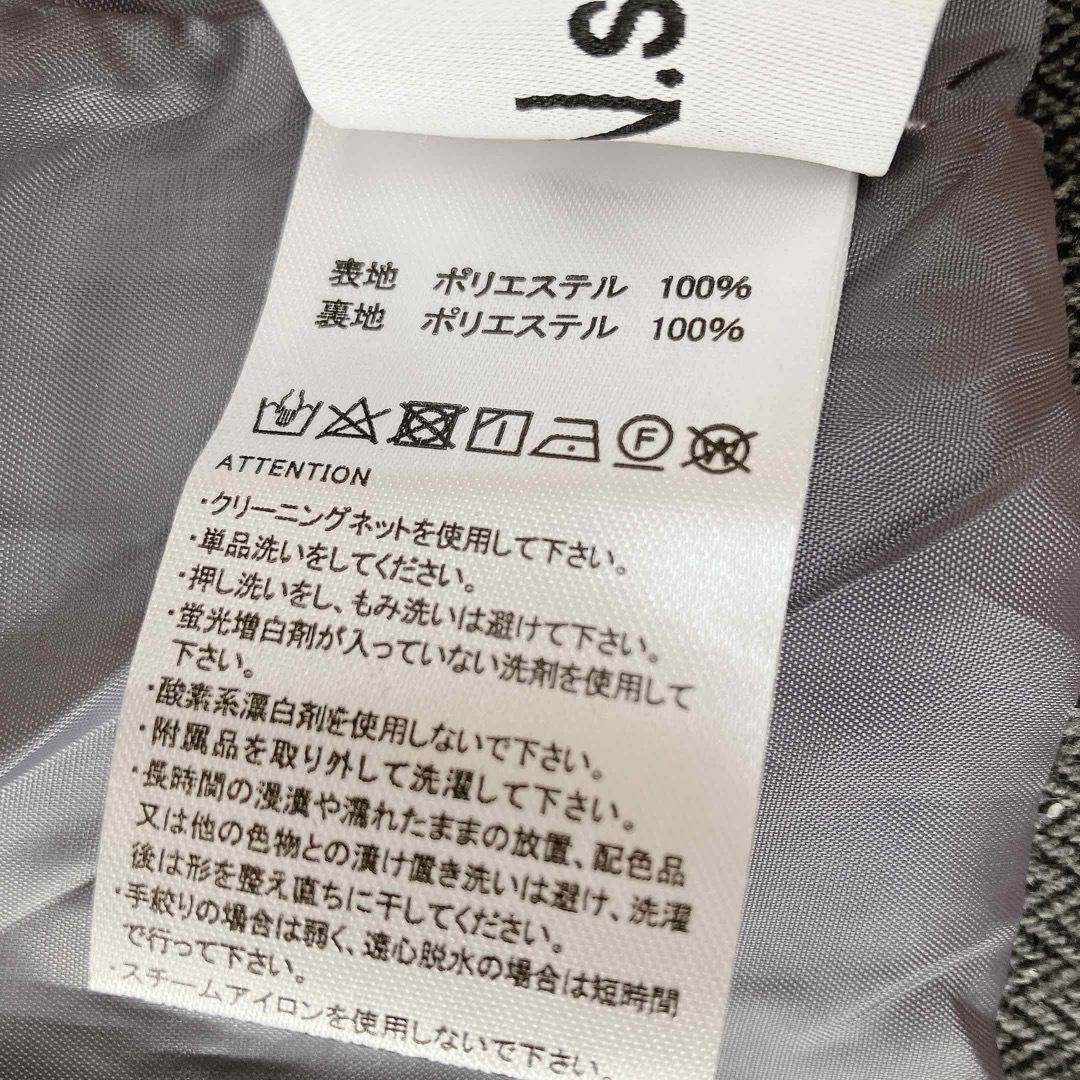 N.s
表地 ポリエステル 100%
裏地 ポリエステル 100%
F W
ATTENTION
・クリーニングネットを使用して下さい。
・単品洗いをしてください。
・押し洗いをし、もみ洗いは避けて下さい。
・蛍光増白剤が入っていない洗剤を使用して
下さい。
・酸素系漂白剤を使用しないで下さい。
・附属品を取り外して洗濯して下さい。
・長時間の浸漬や濡れたままの放置、配色品
又は他の色物との漬け置き洗いは避け、洗濯
後は形を整え直ちに干してください。
・手絞りの場合は弱く、遠心脱水の場合は短時間
で行って下さい。
・スチームアイロンを使用しないで下さい。